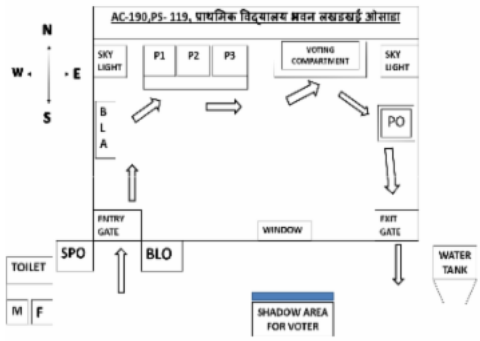 AC-190,PS- 119, प्राथमिक विद्यालय भवन लखडखई ओसाडा
N
W
E
S
SKY
LIGHT
P1
P2
P3
VOTING
COMPARTMENT
SKY
LIGHT
B
L
A
PO
ENTRY
GATE
WINDOW
EXIT
GATE
SPO
BLO
TOILET
M
F
WATER
TANK
SHADOW AREA
FOR VOTER